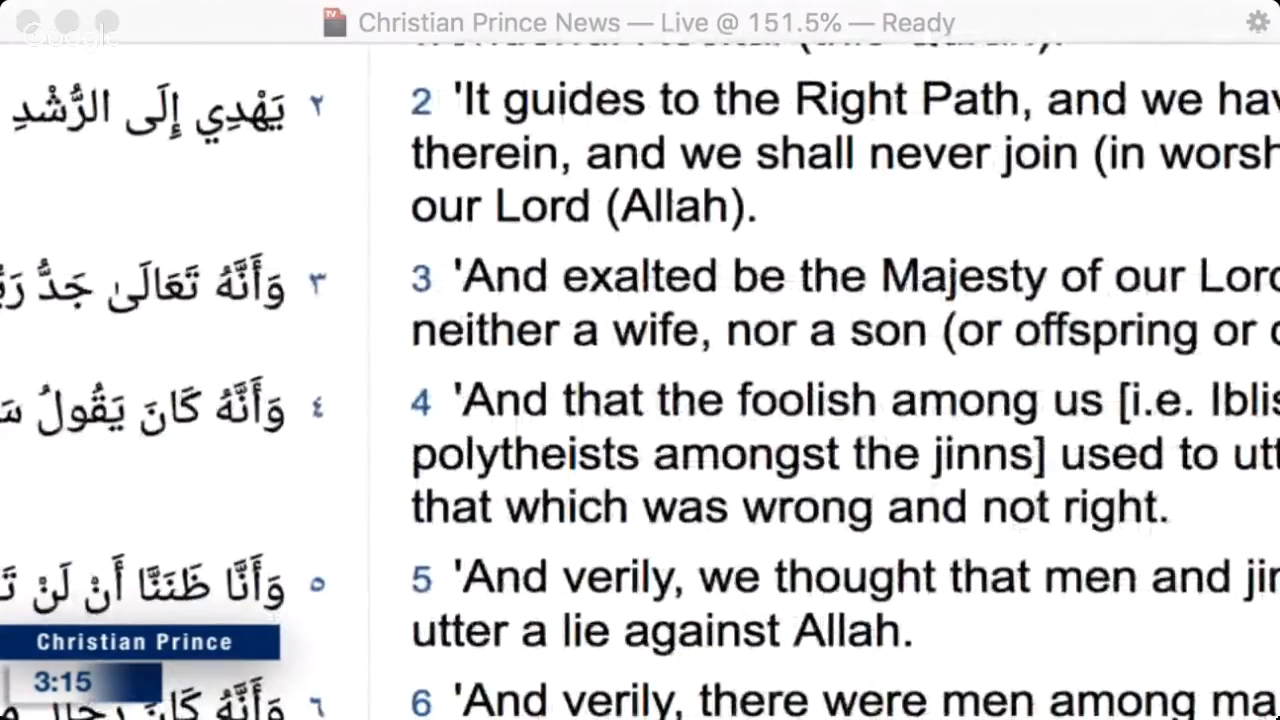 Christian Prince News — Live @ 151.5% — Ready
Google
يَهْدِي إِلَى الرُّشْدِ ٢
2 'It guides to the Right Path, and we hav
therein, and we shall never join (in worsh
our Lord (Allah).
وَأَنَّهُ تَعَالَىٰ جَدُّ ٣
3 'And exalted be the Majesty of our Lord
neither a wife, nor a son (or offspring or
وَأَنَّهُ كَانَ يَقُولُ ٤
4 'And that the foolish among us [i.e. Iblis
polytheists amongst the jinns] used to utt
that which was wrong and not right.
وَأَنَّا ظَنَنَّا أَنْ لَنْ ٥
5 'And verily, we thought that men and jin
utter a lie against Allah.
Christian Prince
3:15
وَأَنَّهُ كَانَ رِجَالٌ ٦
6 'And verily, there were men among ma